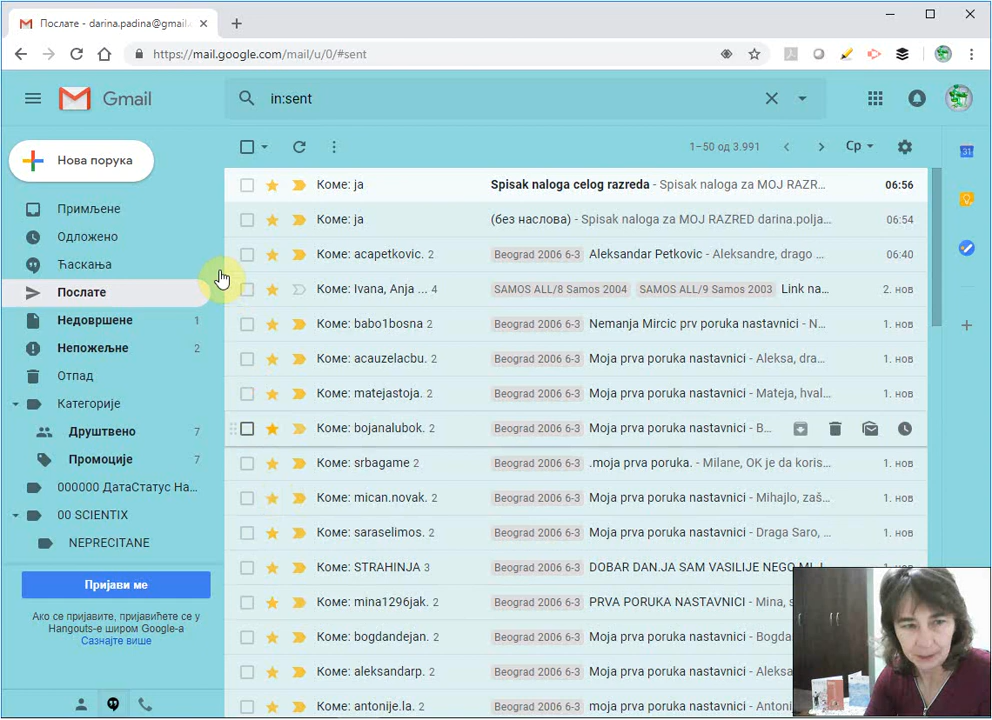 Послате - darina.padina@gmail.
https://mail.google.com/mail/u/0/#sent
Gmail
in:sent
Нова порука
1–50 од 3.991
Ср
Примљене
Одложено
Ћаскања
Послате
Недовршене 1
Непожељне 2
Отпад
Категорије
Друштвено 7
Промоције 7
000000 ДатаСтатус На...
00 SCIENTIX
NEPRECITANE
Пријави ме
Ако се пријавите, пријавићете се у
Hangouts-е широм Google-а
Сазнајте више
Коме: ja Spisak naloga celog razreda - Spisak naloga za MOJ RAZR... 06:56
Коме: ja (без наслова) - Spisak naloga za MOJ RAZRED darina.polja... 06:54
Коме: acapetkovic. 2 Beograd 2006 6-3 Aleksandar Petkovic - Aleksandre, drago ... 06:40
Коме: Ivana, Anja ... 4 SAMOS ALL/8 Samos 2004 SAMOS ALL/9 Samos 2003 Link na... 2. нов
Коме: babo1bosna 2 Beograd 2006 6-3 Nemanja Mircic prv poruka nastavnici - N... 1. нов
Коме: acauzelacbu. 2 Beograd 2006 6-3 Moja prva poruka nastavnici - Aleksa, dra... 1. нов
Коме: matejastoja. 2 Beograd 2006 6-3 Moja prva poruka nastavnici - Mateja, hval... 1. нов
Коме: bojanalubok. 2 Beograd 2006 6-3 Moja prva poruka nastavnici - B...
Коме: srbagame 2 Beograd 2006 6-3 .moja prva poruka. - Milane, OK je da koris... 1. нов
Коме: mican.novak. 2 Beograd 2006 6-3 Moja prva poruka nastavnici - Mihajlo, zaš... 1. нов
Коме: saraselimos. 2 Beograd 2006 6-3 Moja prva poruka nastavnici - Draga Saro, ... 1. нов
Коме: STRAHINJA 3 Beograd 2006 6-3 DOBAR DAN.JA SAM VASILIJE NEGO
Коме: mina1296jak. 2 Beograd 2006 6-3 PRVA PORUKA NASTAVNICI - Mina, s
Коме: bogdandejan. 2 Beograd 2006 6-3 Moja prva poruka nastavnici - Bogda
Коме: aleksandarp. 2 Beograd 2006 6-3 Moja prva poruka nastavnici - Aleksa
Коме: antonije.la. 2 Beograd 2006 6-3 moja prva poruka nastavnici - Antoni